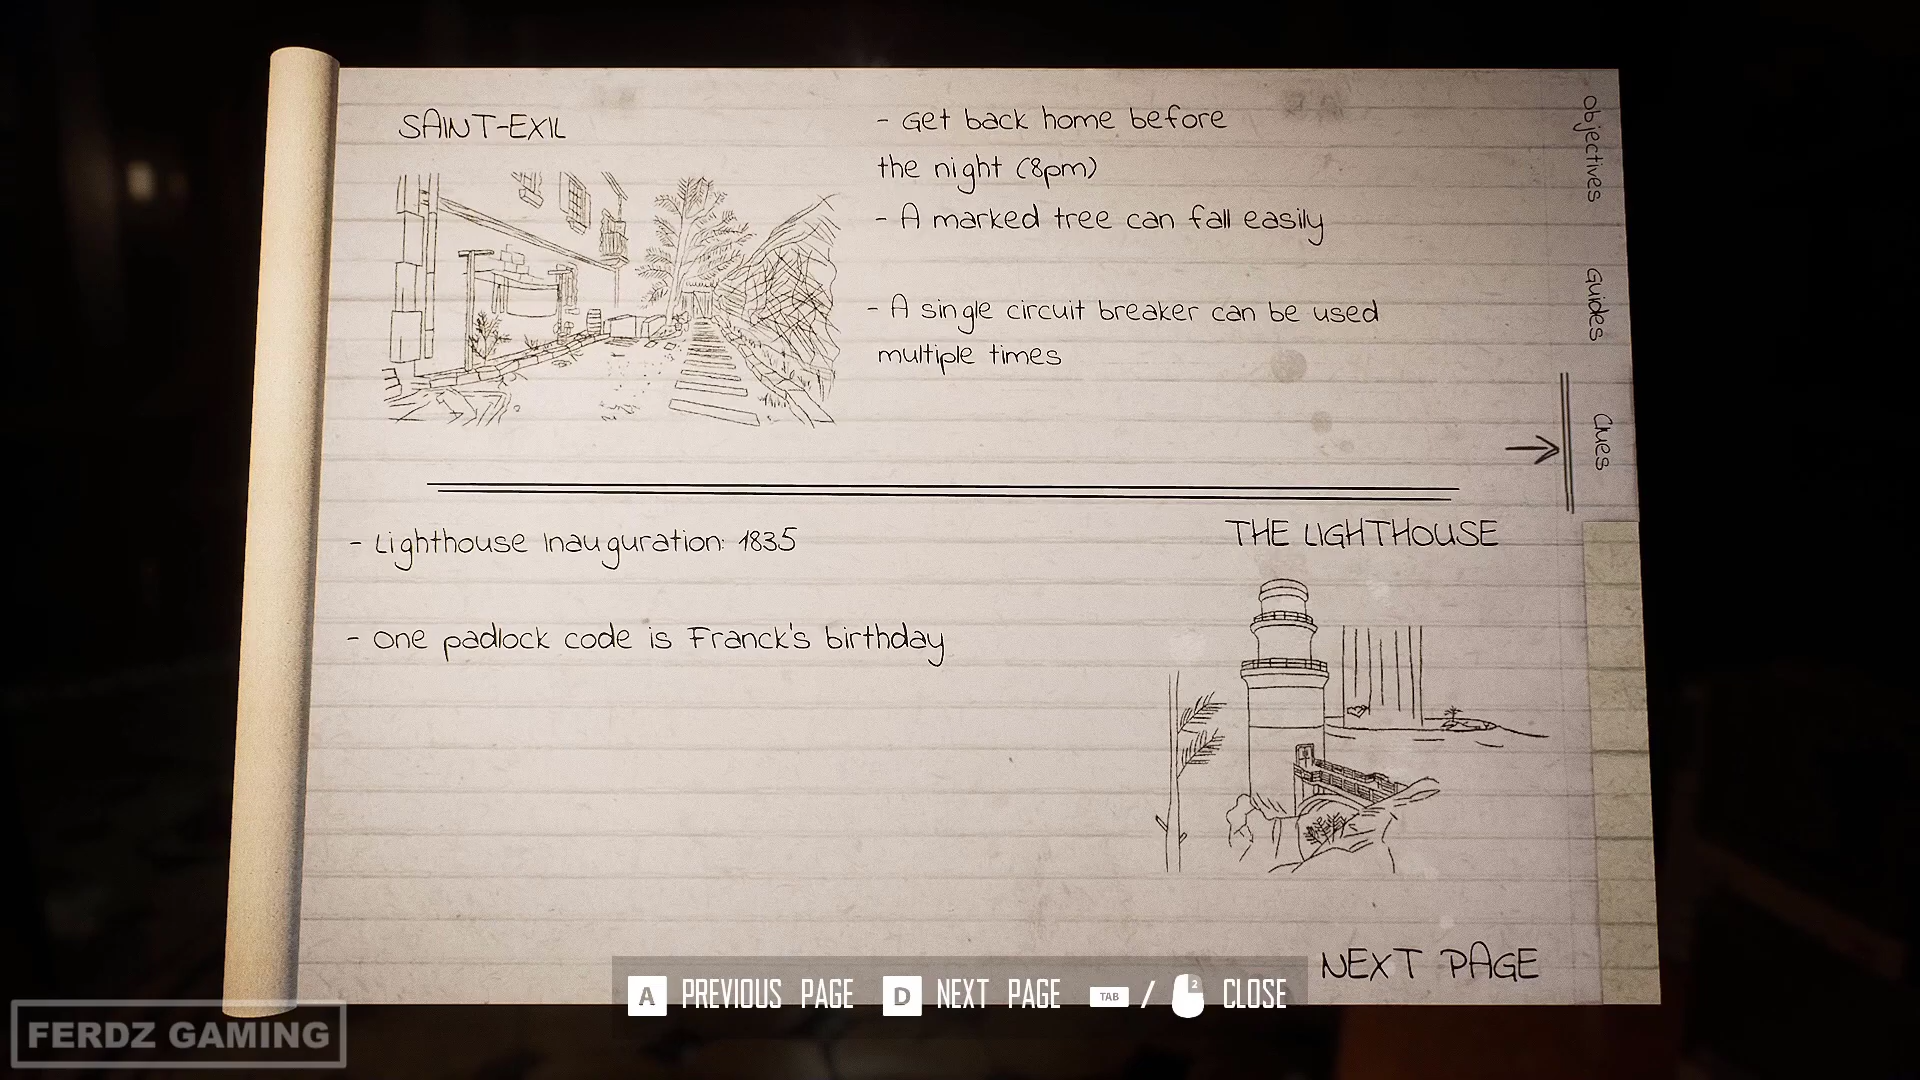 SAINT-EXIL
- Get back home before
the night (8pm)
- A marked tree can fall easily
- A single circuit breaker can be used
multiple times
Objectives
Guides
Clues
- Lighthouse Inauguration: 1835
- One padlock code is Franck's birthday
THE LIGHTHOUSE
NEXT PAGE
A PREVIOUS PAGE D NEXT PAGE TAB / 2 CLOSE
FERDZ GAMING